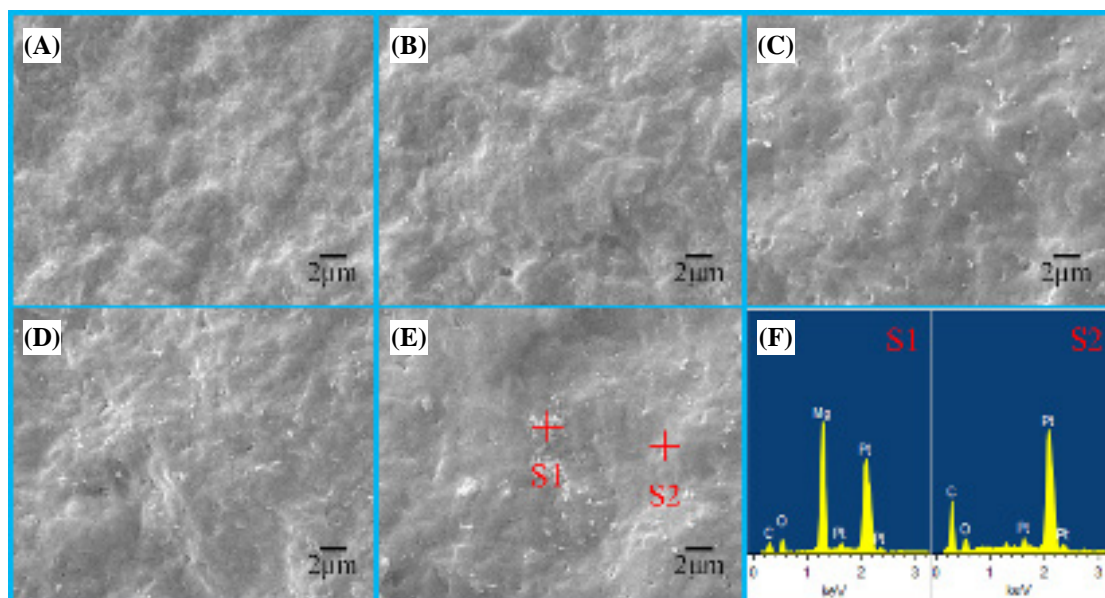 (A)
2μm
(B)
2μm
(C)
2μm
(D)
2μm
(E)
S1
S2
2μm
(F)
S1
C
O
Mg
Pt
Pt
Pt
0 1 2 3
keV
S2
C
O
Pt
Pt
Pt
0 1 2 3
keV